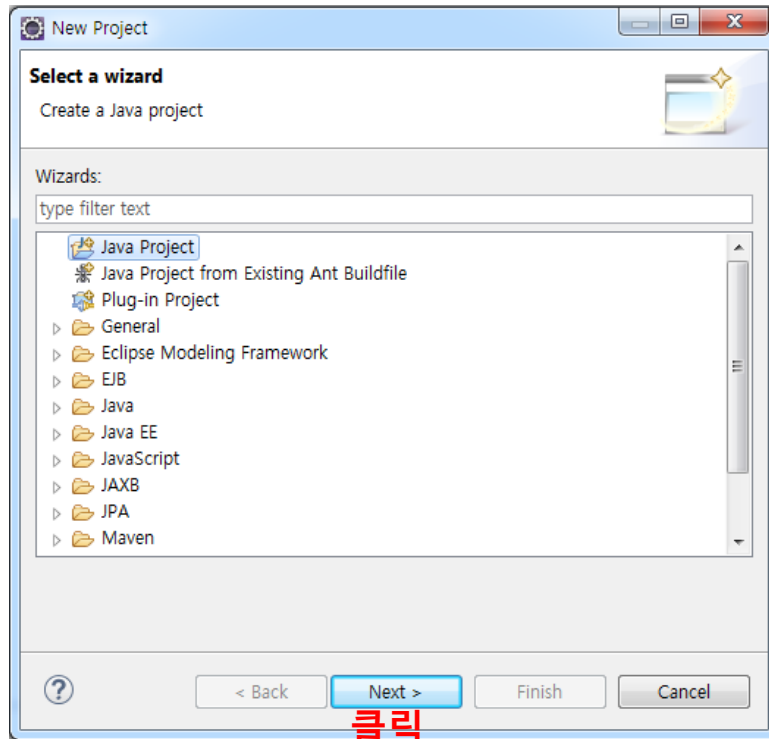 New Project
Select a wizard
Create a Java project
Wizards:
type filter text
Java Project
Java Project from Existing Ant Buildfile
Plug-in Project
General
Eclipse Modeling Framework
EJB
Java
Java EE
JavaScript
JAXB
JPA
Maven
? < Back Next > Finish Cancel
클릭